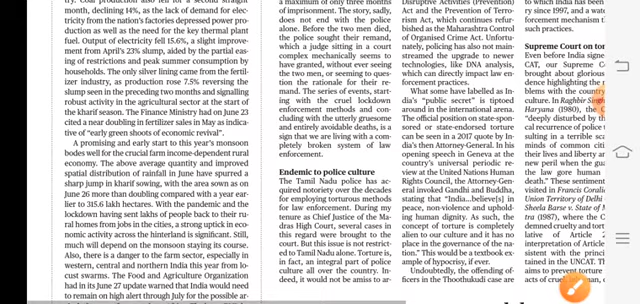 month, declining 14%, as the lack of demand for elec-
tricity from the nation's factories depressed power pro-
duction as well as the need for the key thermal plant
fuel. Output of electricity fell 15.6%, a slight improve-
ment from April's 23% slump, aided by the partial eas-
ing of restrictions and peak summer consumption by
households. The only silver lining came from the fertil-
izer industry, as production rose 7.5% reversing the
slump seen in the preceding two months and signalling
robust activity in the agricultural sector at the start of
the kharif season. The Finance Ministry had on June 23
cited a near doubling in fertilizer sales in May as indica-
tive of "early green shoots of economic revival".
A promising and early start to this year's monsoon
bodes well for the crucial farm income-dependent rural
economy. The above average quantity and improved
spatial distribution of rainfall in June have spurred a
sharp jump in kharif sowing, with the area sown as on
June 26 more than doubling compared with a year ear-
lier to 315.6 lakh hectares. With the pandemic and the
lockdown having sent lakhs of people back to their ru-
ral homes from jobs in the cities, a strong uptick in eco-
nomic activity across the hinterland is significant. Still,
much will depend on the monsoon staying its course.
Also, there is a danger to the farm sector, especially in
western, central and northern India this year from lo-
cust swarms. The Food and Agriculture Organization
had in its June 27 update warned that India would need
to remain on high alert through July for the possible ar-
a maximum of only three months
of imprisonment. The story, sadly,
does not end with the police
alone. Before the two men died,
the police sought their remand,
which a judge sitting in a court
complex mechanically seems to
have granted, without ever seeing
the two men, or seeming to ques-
tion the rationale for their re-
mand. The series of events, start-
ing with the cruel lockdown
enforcement methods and con-
cluding with the utterly gruesome
and entirely avoidable deaths, is a
sign that we are living with a com-
pletely broken system of law
enforcement.
Endemic to police culture
The Tamil Nadu police has ac-
quired notoriety over the decades
for employing torturous methods
for law enforcement. During my
tenure as Chief Justice of the Ma-
dras High Court, several cases in
this regard were brought to the
court. But this issue is not restrict-
ed to Tamil Nadu alone. Torture is,
in fact, an integral part of police
culture all over the country. In-
deed, it would not be amiss to ar-
Disruptive Activities (Prevention)
Act and the Prevention of Terro-
rism Act, which continues refur-
bished as the Maharashtra Control
of Organised Crime Act. Unfortu-
nately, policing has also not main-
streamed the upgrade to newer
technologies, like DNA analysis,
which can directly impact law en-
forcement practices.
What some have labelled as In-
dia's "public secret" is tiptoed
around in the international arena.
The official position on state-spon-
sored or state-endorsed torture
can be seen in a 2017 quote by In-
dia's then Attorney-General. In his
opening speech in Geneva at the
country's universal periodic re-
view at the United Nations Human
Rights Council, the Attorney-Gen-
eral invoked Gandhi and Buddha,
stating that "India...believe[s] in
peace, non-violence and uphold-
ing human dignity. As such, the
concept of torture is completely
alien to our culture and it has no
place in the governance of the na-
tion." This would be a textbook ex-
ample of hypocrisy, if ever.
Undoubtedly, the offending of-
ficers in the Thoothukudi case are
to which India has been
ry since 1997, and a wat
forcement mechanism t
such practices.
Supreme Court on tor
Even before India signe
CAT, our Supreme C
brought about glorious
dence highlighting the
blems with the count
culture. In Raghbir Singh
Haryana (1980), the
"deeply disturbed by th
cal recurrence of police
sulting in a terrible sca
minds of common citi
their lives and liberty ar
new peril when the gua
the law gore human
death." These sentiment
visited in Francis Coralie
Union Territory of Delhi
Sheela Barse v. State of M
tra (1987), where the C
demned cruelty and tortur
lative of Article 2
interpretation of Article
sistent with the princi
tained in the UNCAT. Th
aims to prevent torture
acts of cruel